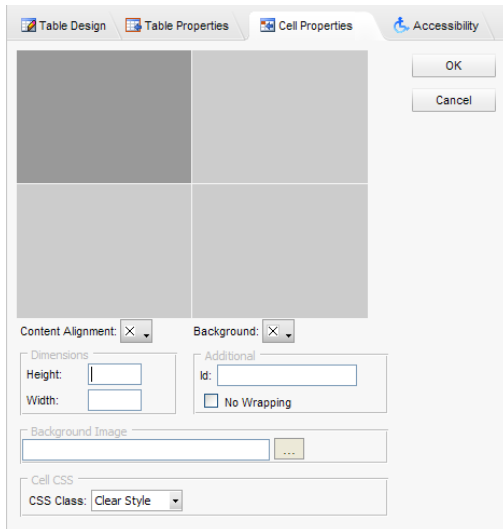 Table Design Table Properties Cell Properties Accessibility
OK
Cancel
Content Alignment: Background:
Dimensions Additional
Height: Id:
Width: No Wrapping
Background Image
...
Cell CSS
CSS Class: Clear Style